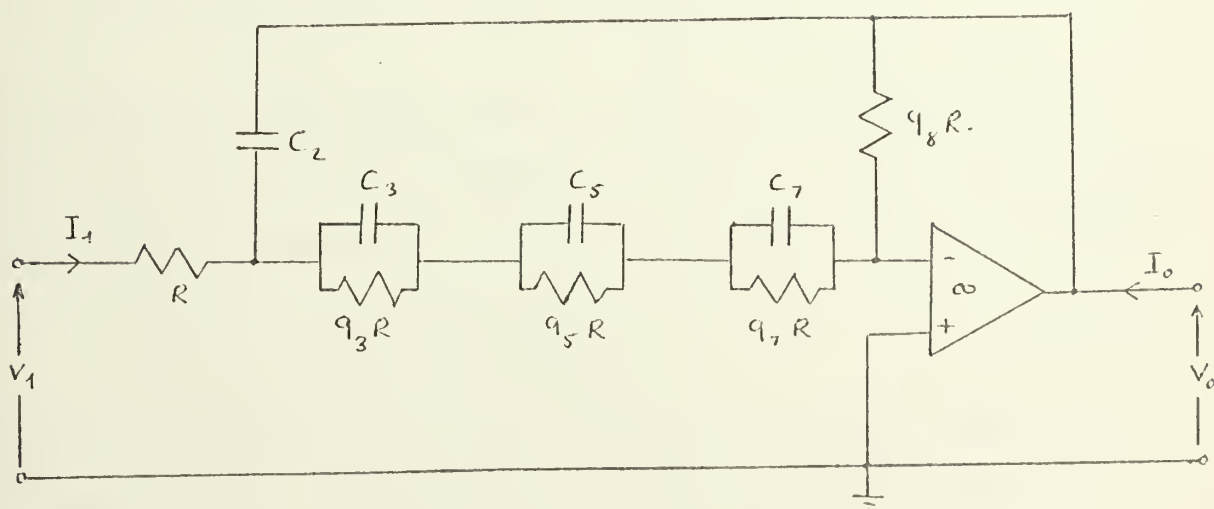 C₂
q₈R.
C₃
C₅
C₇
I₁
R
q₃R
q₅R
q₇R
-
∞
+
I₀
V₁
V₀